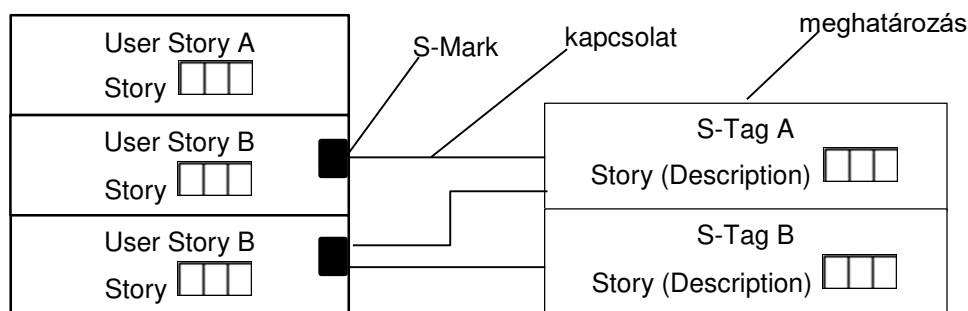 User Story A
Story
User Story B
Story
User Story B
Story
S-Mark
kapcsolat
meghatározás
S-Tag A
Story (Description)
S-Tag B
Story (Description)